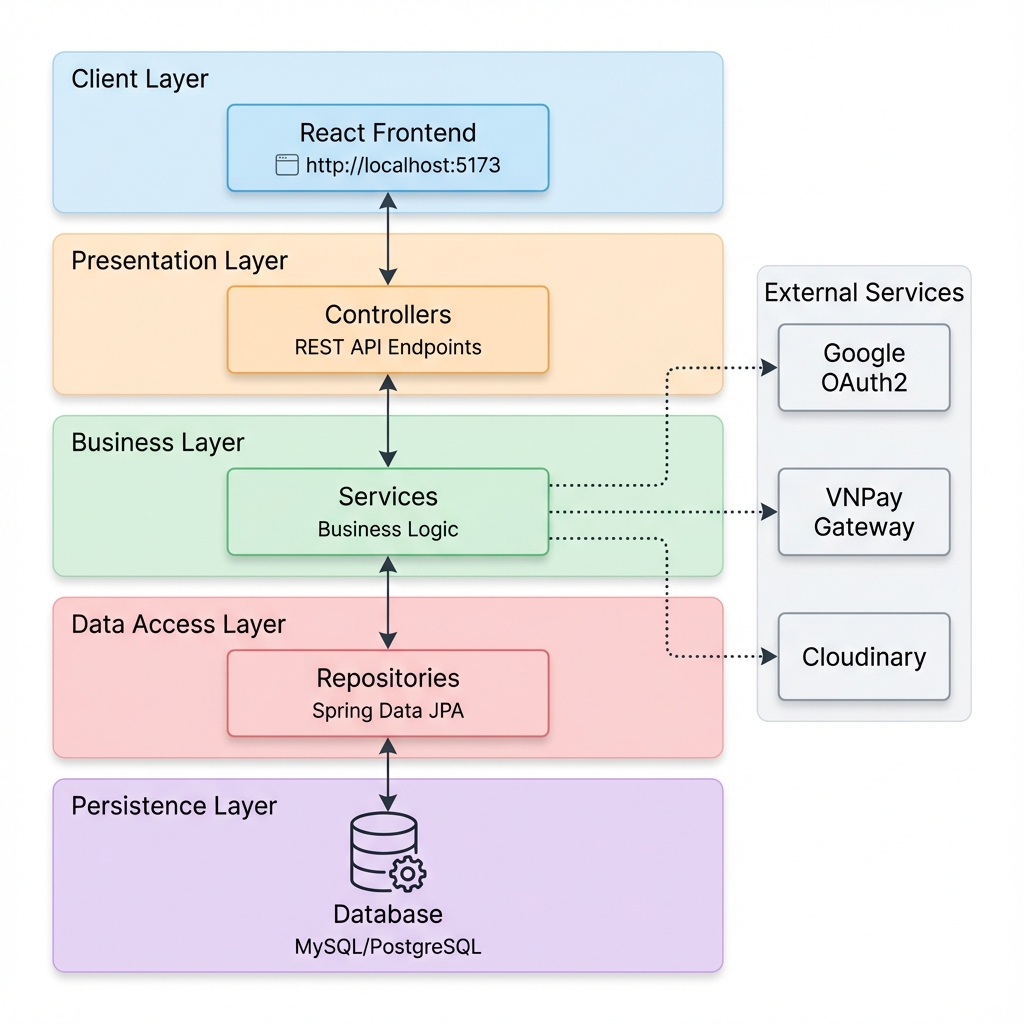 Client Layer
React Frontend
http://localhost:5173
Presentation Layer
Controllers
REST API Endpoints
Business Layer
Services
Business Logic
Data Access Layer
Repositories
Spring Data JPA
Persistence Layer
Database
MySQL/PostgreSQL
External Services
Google
OAuth2
VNPay
Gateway
Cloudinary